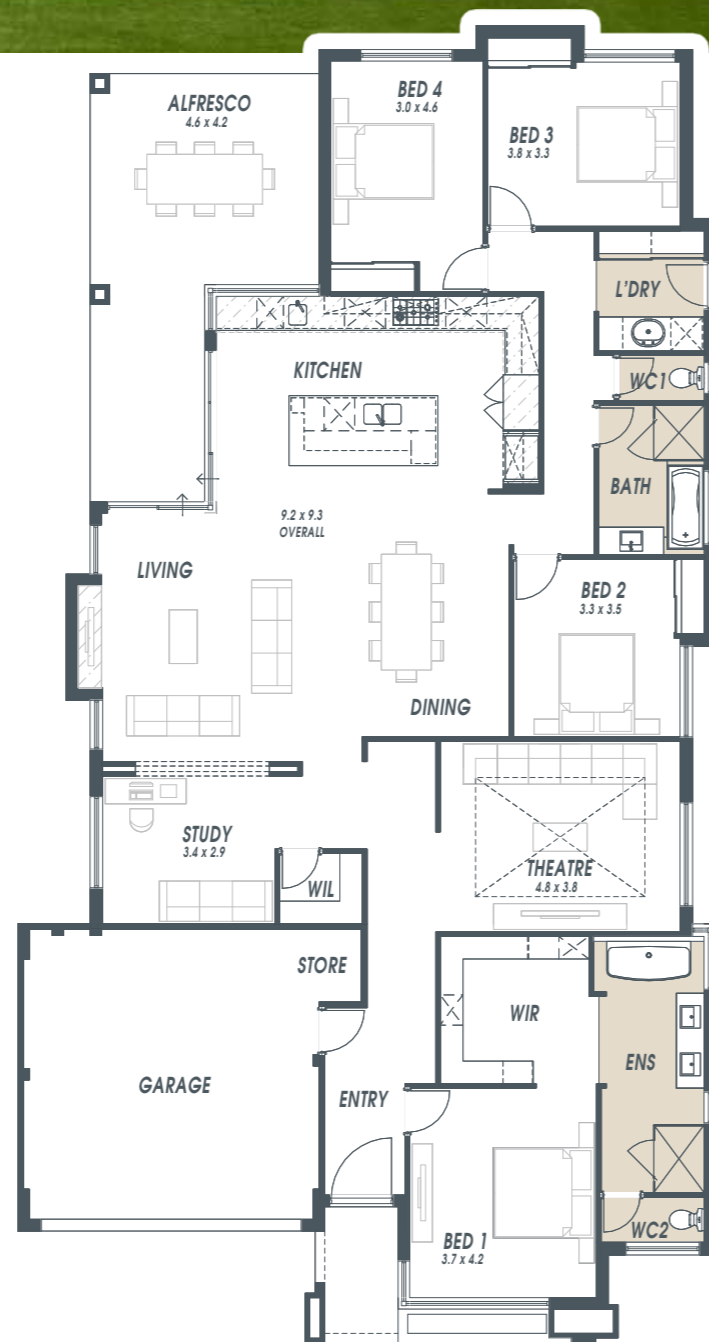 BED 4
3.0 x 4.6
ALFRESCO
4.6 x 4.2
BED 3
3.8 x 3.3
L'DRY
KITCHEN
WC1
BATH
9.2 x 9.3
OVERALL
LIVING
BED 2
3.3 x 3.5
DINING
STUDY
3.4 x 2.9
THEATRE
4.8 x 3.8
WIL
STORE
WIR
ENS
GARAGE
ENTRY
WC2
BED 1
3.7 x 4.2